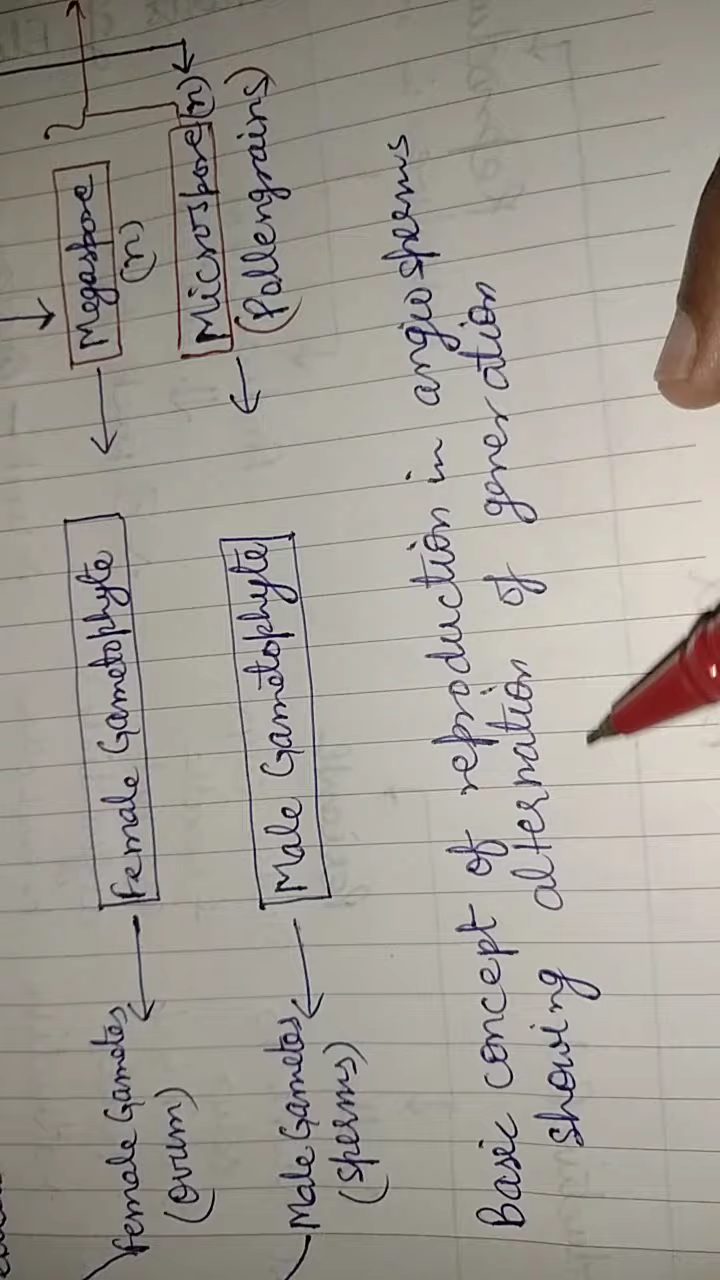 Megaspore
(n)
Microspore (n)
(Pollengrains)
Female Gametophyte
Male Gametophyte
Female Gametes
(Ovum)
Male Gametes
(Sperms)
Basic concept of reproduction in angiosperms
showing alternation of generation